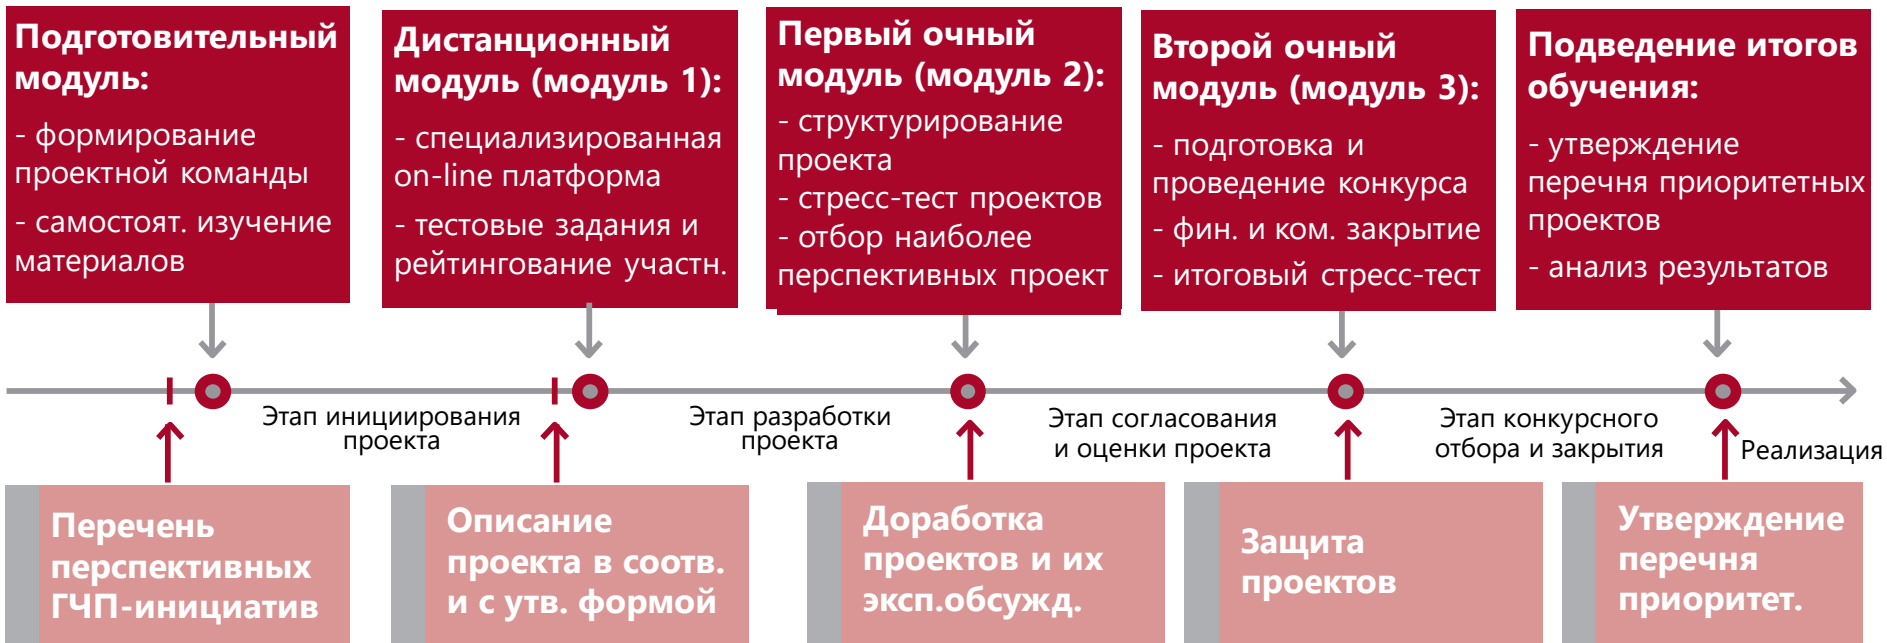 Подготовительный
модуль:
- формирование
проектной команды
- самостоят. изучение
материалов
Дистанционный
модуль (модуль 1):
- специализированная
on-line платформа
- тестовые задания и
рейтингование участн.
Первый очный
модуль (модуль 2):
- структурирование
проекта
- стресс-тест проектов
- отбор наиболее
перспективных проект
Второй очный
модуль (модуль 3):
- подготовка и
проведение конкурса
- фин. и ком. закрытие
- итоговый стресс-тест
Подведение итогов
обучения:
- утверждение
перечня приоритетных
проектов
- анализ результатов
Этап инициирования
проекта
Этап разработки
проекта
Этап согласования
и оценки проекта
Этап конкурсного
отбора и закрытия
Реализация
Перечень
перспективных
ГЧП-инициатив
Описание
проекта в соотв.
и с утв. формой
Доработка
проектов и их
эксп.обсужд.
Защита
проектов
Утверждение
перечня
приоритет.